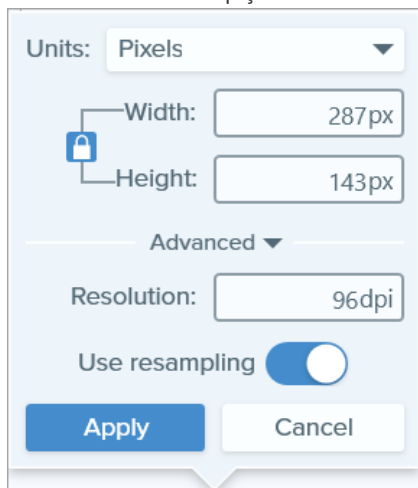 Units: Pixels
Width: 287px
Height: 143px
Advanced
Resolution: 96dpi
Use resampling
Apply Cancel